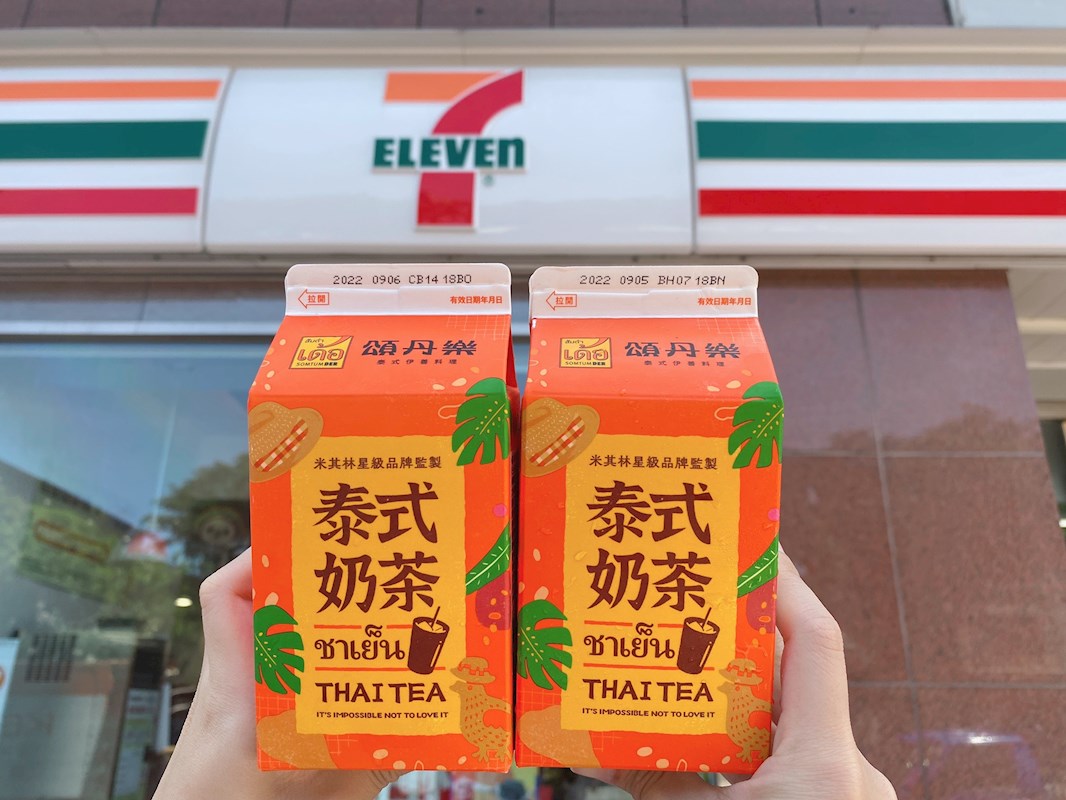 7
ELEVEn
®
2022 0906 CB14 18BO
拉開
有效日期年月日
ส้มตำ
เด้อ
SOMTUM DER
頌丹樂
泰式伊善料理
米其林星級品牌監製
泰式
奶茶
ชาเย็น
THAI TEA
IT'S IMPOSSIBLE NOT TO LOVE IT
2022 0905 BH07 18BN
拉開
有效日期年月日
ส้มตำ
เด้อ
SOMTUM DER
頌丹樂
泰式伊善料理
米其林星級品牌監製
泰式
奶茶
ชาเย็น
THAI TEA
IT'S IMPOSSIBLE NOT TO LOVE IT